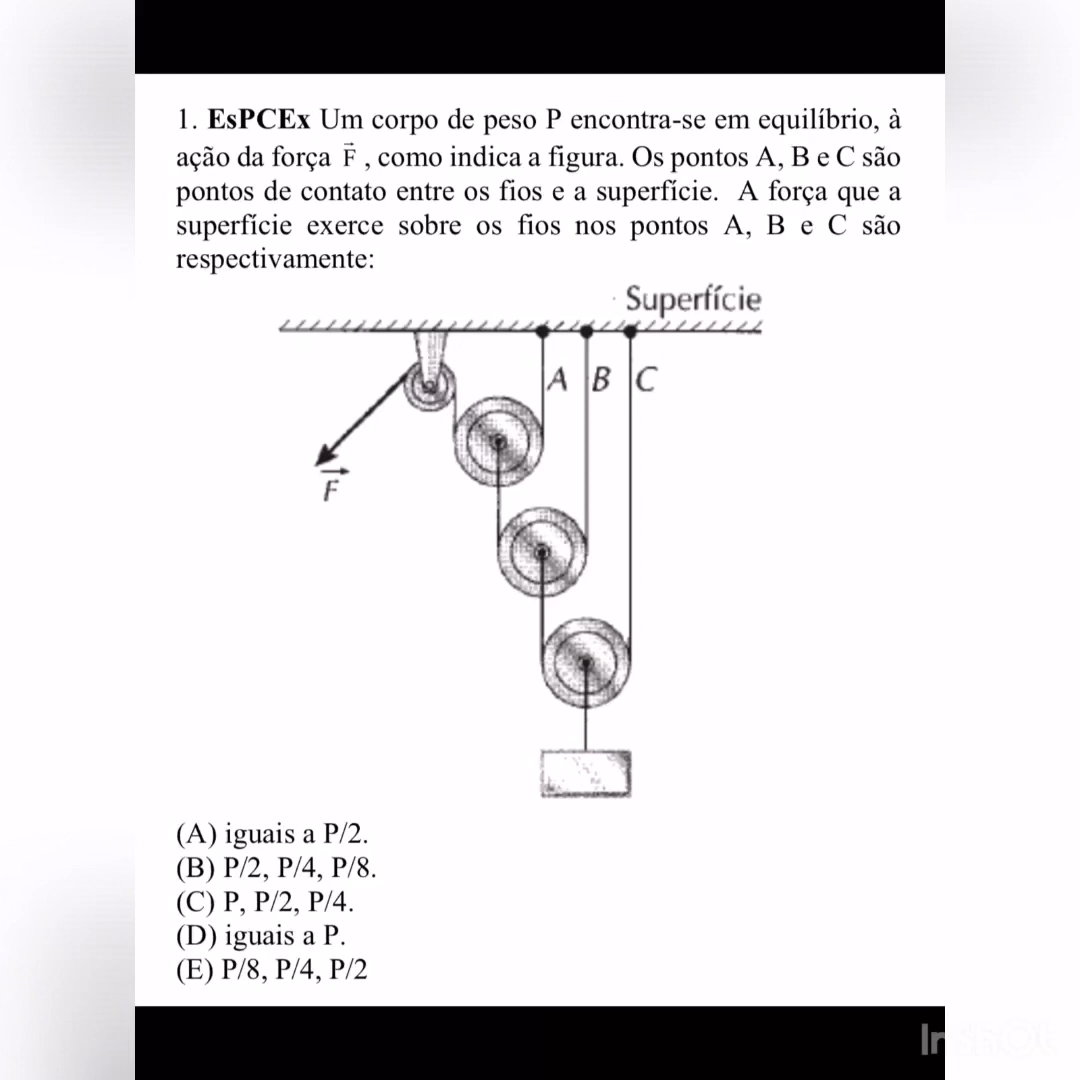 1. EsPCEx Um corpo de peso P encontra-se em equilíbrio, à
ação da força F⃗ , como indica a figura. Os pontos A, B e C são
pontos de contato entre os fios e a superfície. A força que a
superfície exerce sobre os fios nos pontos A, B e C são
respectivamente:
Superfície
A B C
F⃗
(A) iguais a P/2.
(B) P/2, P/4, P/8.
(C) P, P/2, P/4.
(D) iguais a P.
(E) P/8, P/4, P/2